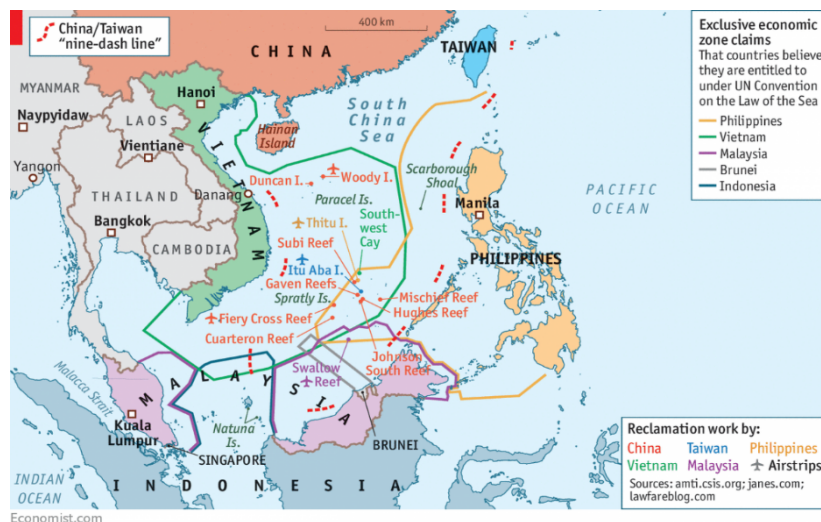 China/Taiwan
“nine-dash line”
400 km
CHINA
TAIWAN
Exclusive economic
zone claims
That countries believe
they are entitled to
under UN Convention
on the Law of the Sea
Philippines
Vietnam
Malaysia
Brunei
Indonesia
MYANMAR
Naypyidaw
Yangon
LAOS
Hanoi
Vientiane
VIETNAM
THAILAND
Bangkok
CAMBODIA
Danang
Hainan
Island
South
China
Sea
Duncan I.
Woody I.
Paracel Is.
Scarborough
Shoal
Manila
PACIFIC
OCEAN
Thitu I.
South-
west
Cay
Subi Reef
Itu Aba I.
Gaven Reefs
Spratly Is.
PHILIPPINES
Mischief Reef
Hughes Reef
Fiery Cross Reef
Cuarteron Reef
Johnson
South Reef
Swallow
Reef
Malacca Strait
MALAYSIA
Kuala
Lumpur
Natuna
Is.
SINGAPORE
BRUNEI
INDIAN
OCEAN
INDONESIA
Reclamation work by:
China Taiwan Philippines
Vietnam Malaysia Airstrips
Sources: amti.csis.org; janes.com;
lawfareblog.com
Economist.com